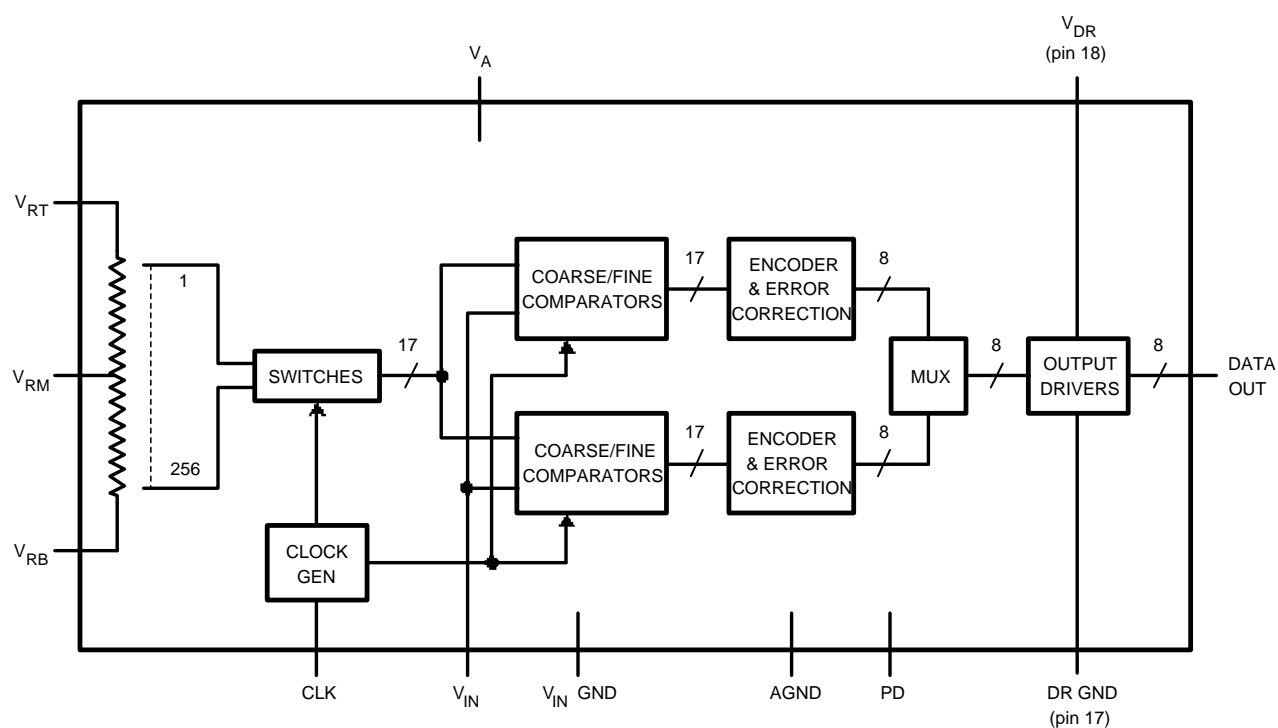 V_DR
(pin 18)
V_A
V_RT
1
17
8
COARSE/FINE
COMPARATORS
ENCODER
& ERROR
CORRECTION
V_RM
SWITCHES
17
MUX
8
OUTPUT
DRIVERS
8
DATA
OUT
256
COARSE/FINE
COMPARATORS
17
ENCODER
& ERROR
CORRECTION
8
V_RB
CLOCK
GEN
CLK
V_IN
V_IN GND
AGND
PD
DR GND
(pin 17)